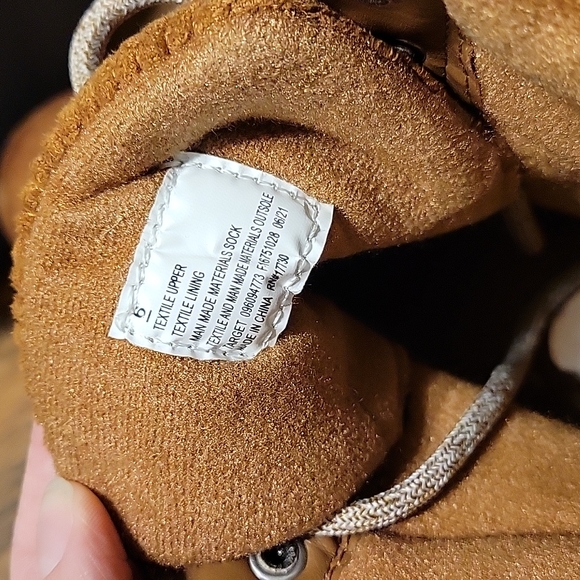 6
TEXTILE UPPER
TEXTILE LINING
MAN MADE MATERIALS SOCK
TEXTILE AND MAN MADE MATERIALS OUTSOLE
TARGET 096094773 F16751028 06/21
MADE IN CHINA RN#17730